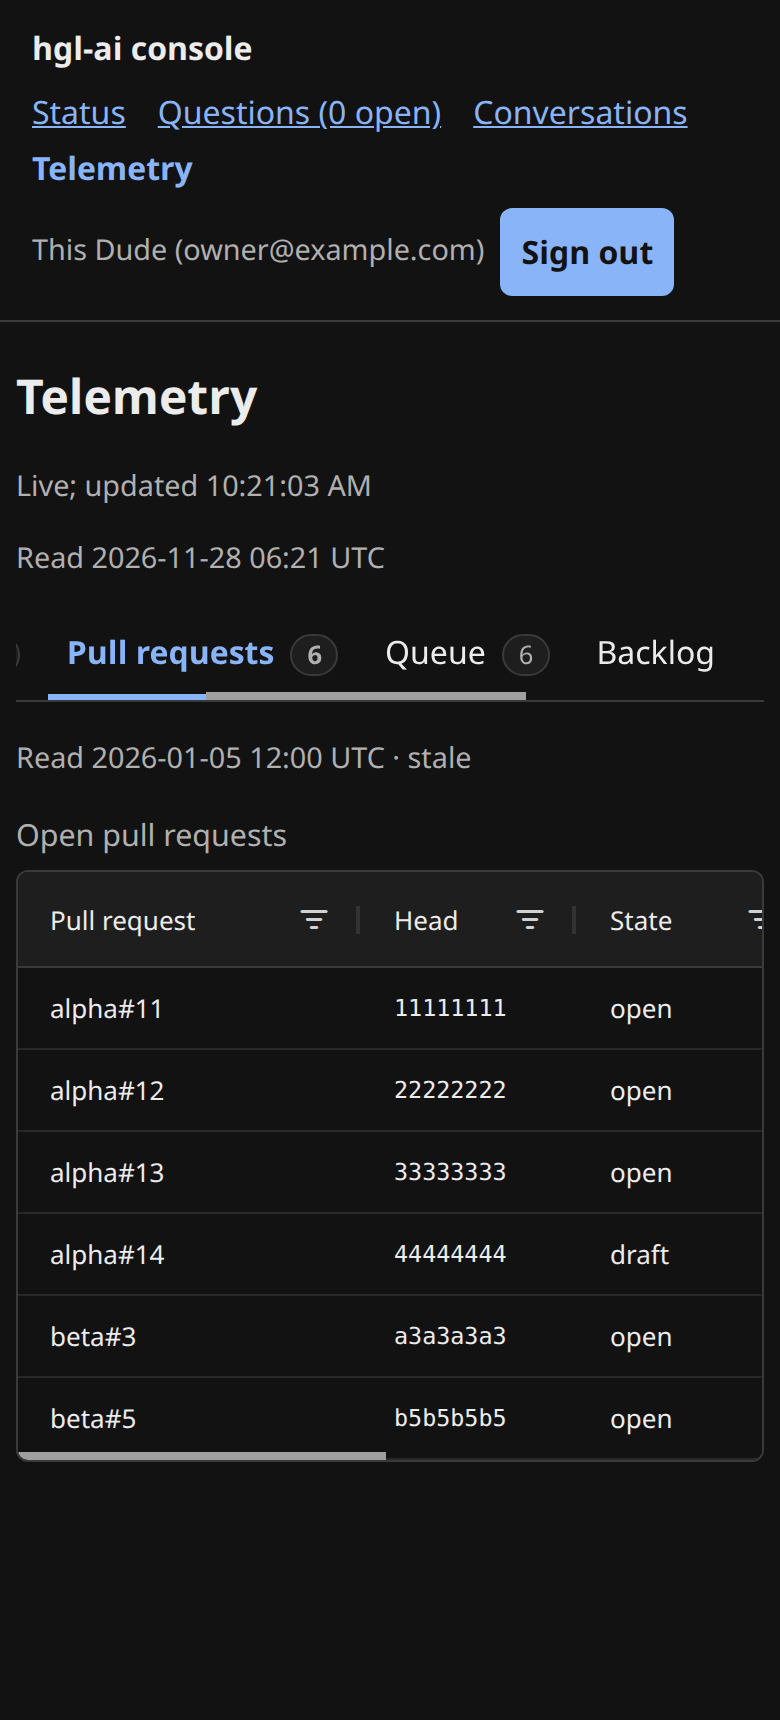 hgl-ai console
Status Questions (0 open) Conversations
Telemetry
This Dude (owner@example.com) Sign out
Telemetry
Live; updated 10:21:03 AM
Read 2026-11-28 06:21 UTC
Pull requests 6 Queue 6 Backlog
Read 2026-01-05 12:00 UTC · stale
Open pull requests
Pull request Head State
alpha#11 11111111 open
alpha#12 22222222 open
alpha#13 33333333 open
alpha#14 44444444 draft
beta#3 a3a3a3a3 open
beta#5 b5b5b5b5 open